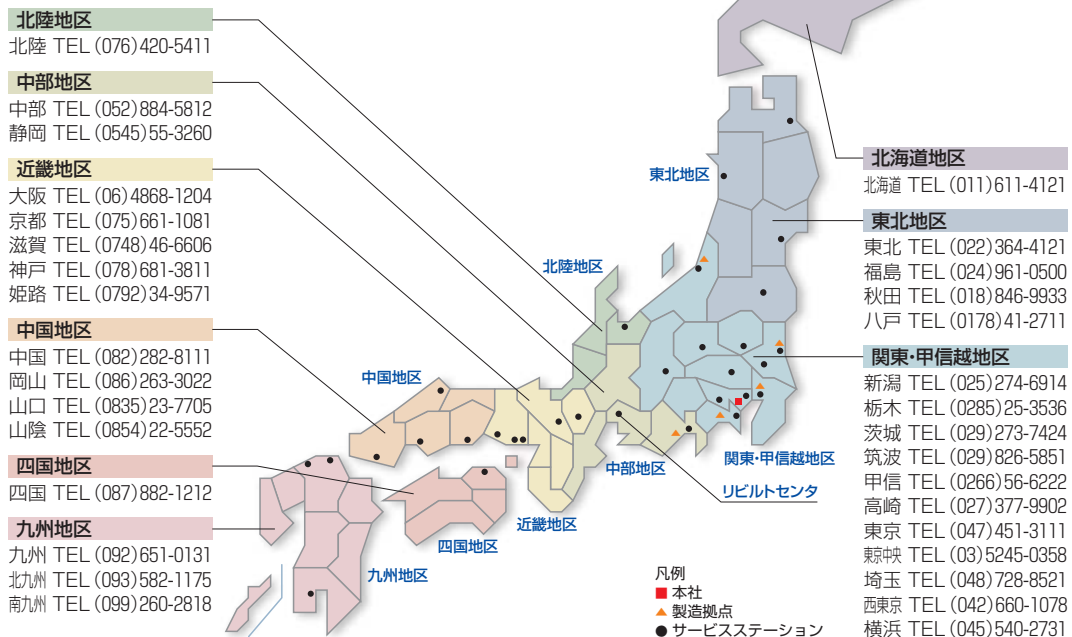 北陸地区
北陸 TEL (076)420-5411
中部地区
中部 TEL (052)884-5812
静岡 TEL (0545)55-3260
近畿地区
大阪 TEL (06)4868-1204
京都 TEL (075)661-1081
滋賀 TEL (0748)46-6606
神戸 TEL (078)681-3811
姫路 TEL (0792)34-9571
中国地区
中国 TEL (082)282-8111
岡山 TEL (086)263-3022
山口 TEL (0835)23-7705
山陰 TEL (0854)22-5552
四国地区
四国 TEL (087)882-1212
九州地区
九州 TEL (092)651-0131
北九州 TEL (093)582-1175
南九州 TEL (099)260-2818
東北地区
北陸地区
中国地区
中部地区
関東・甲信越地区
リビルトセンタ
近畿地区
四国地区
九州地区
凡例
本社
製造拠点
サービスステーション
北海道地区
北海道 TEL (011)611-4121
東北地区
東北 TEL (022)364-4121
福島 TEL (024)961-0500
秋田 TEL (018)846-9933
八戸 TEL (0178)41-2711
関東・甲信越地区
新潟 TEL (025)274-6914
栃木 TEL (0285)25-3536
茨城 TEL (029)273-7424
筑波 TEL (029)826-5851
甲信 TEL (0266)56-6222
高崎 TEL (027)377-9902
東京 TEL (047)451-3111
東京中央 TEL (03)5245-0358
埼玉 TEL (048)728-8521
西東京 TEL (042)660-1078
横浜 TEL (045)540-2731